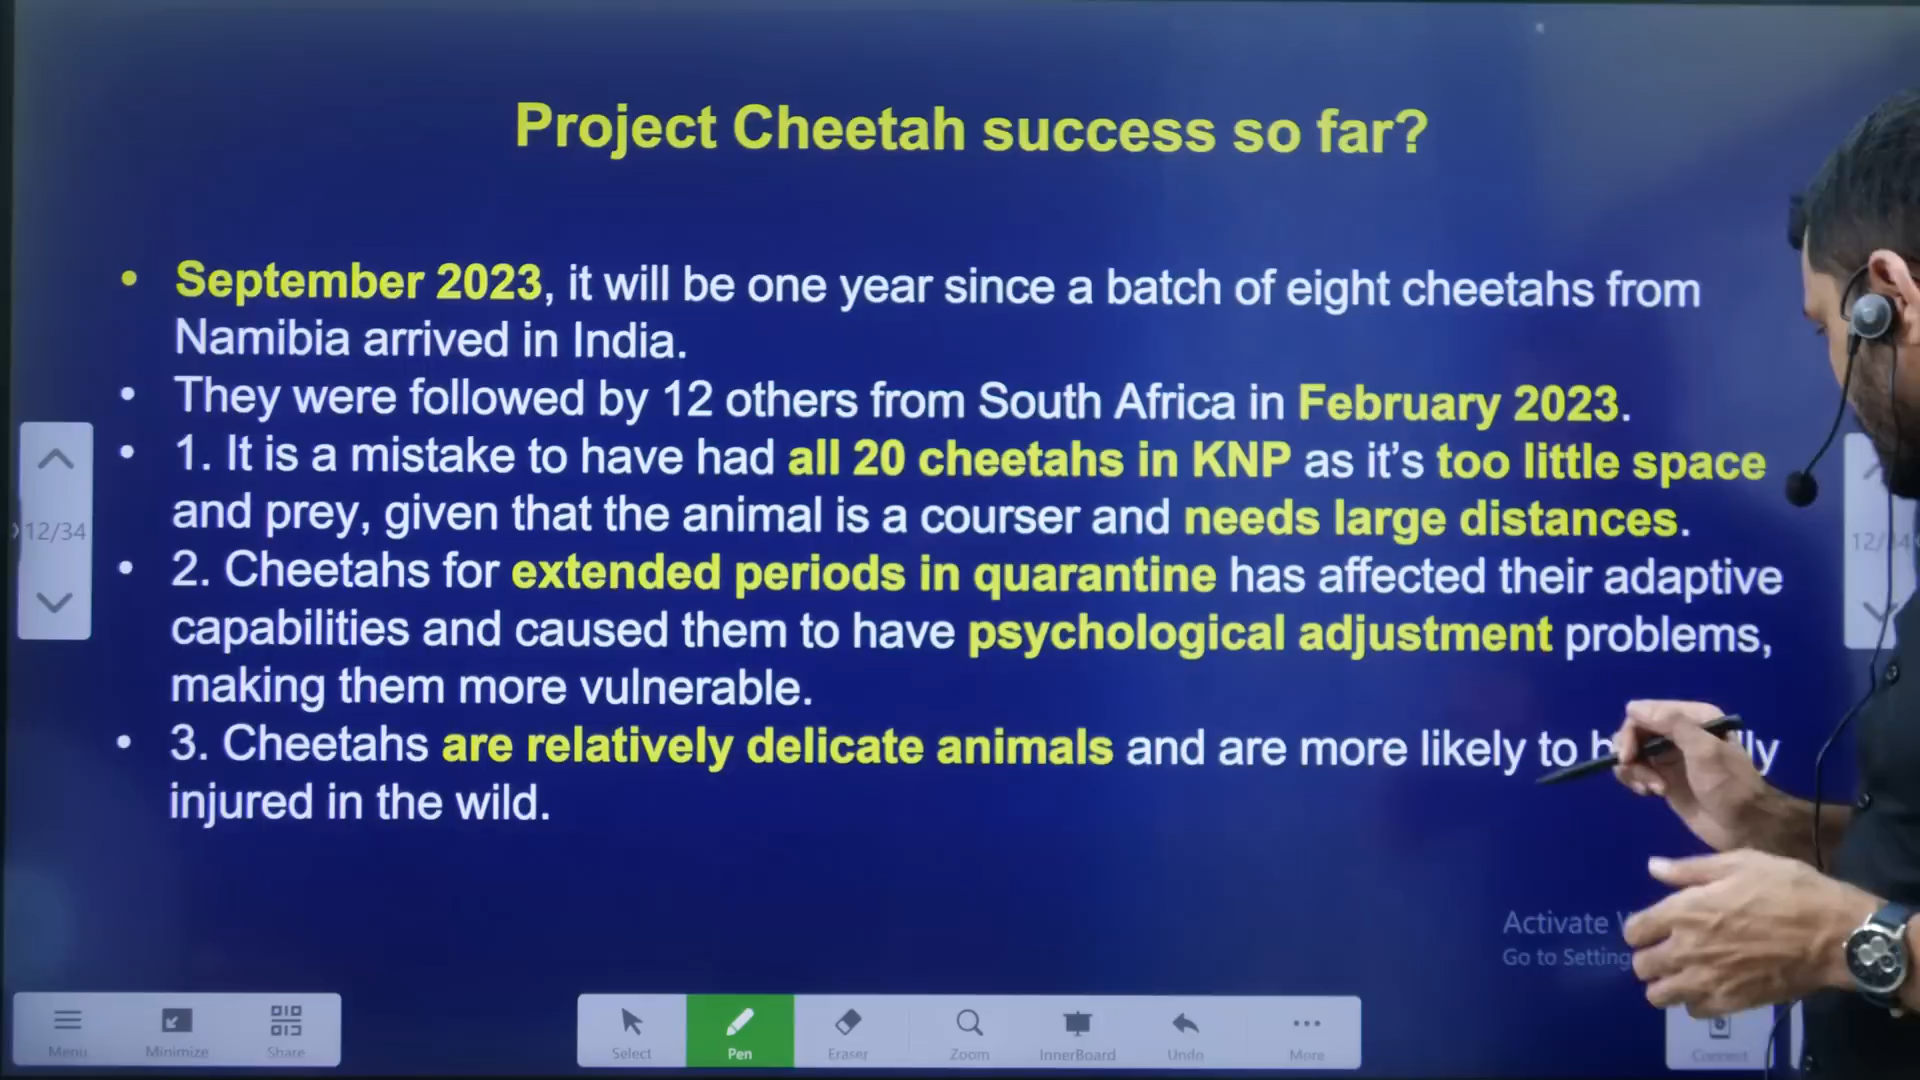 Project Cheetah success so far?
• September 2023, it will be one year since a batch of eight cheetahs from
Namibia arrived in India.
• They were followed by 12 others from South Africa in February 2023.
• 1. It is a mistake to have had all 20 cheetahs in KNP as it's too little space
and prey, given that the animal is a courser and needs large distances.
• 2. Cheetahs for extended periods in quarantine has affected their adaptive
capabilities and caused them to have psychological adjustment problems,
making them more vulnerable.
• 3. Cheetahs are relatively delicate animals and are more likely to
injured in the wild.
12/34
Activate
Go to Setting
Menu Minimize Share
Select Pen Eraser Zoom InnerBoard Undo More
Connect